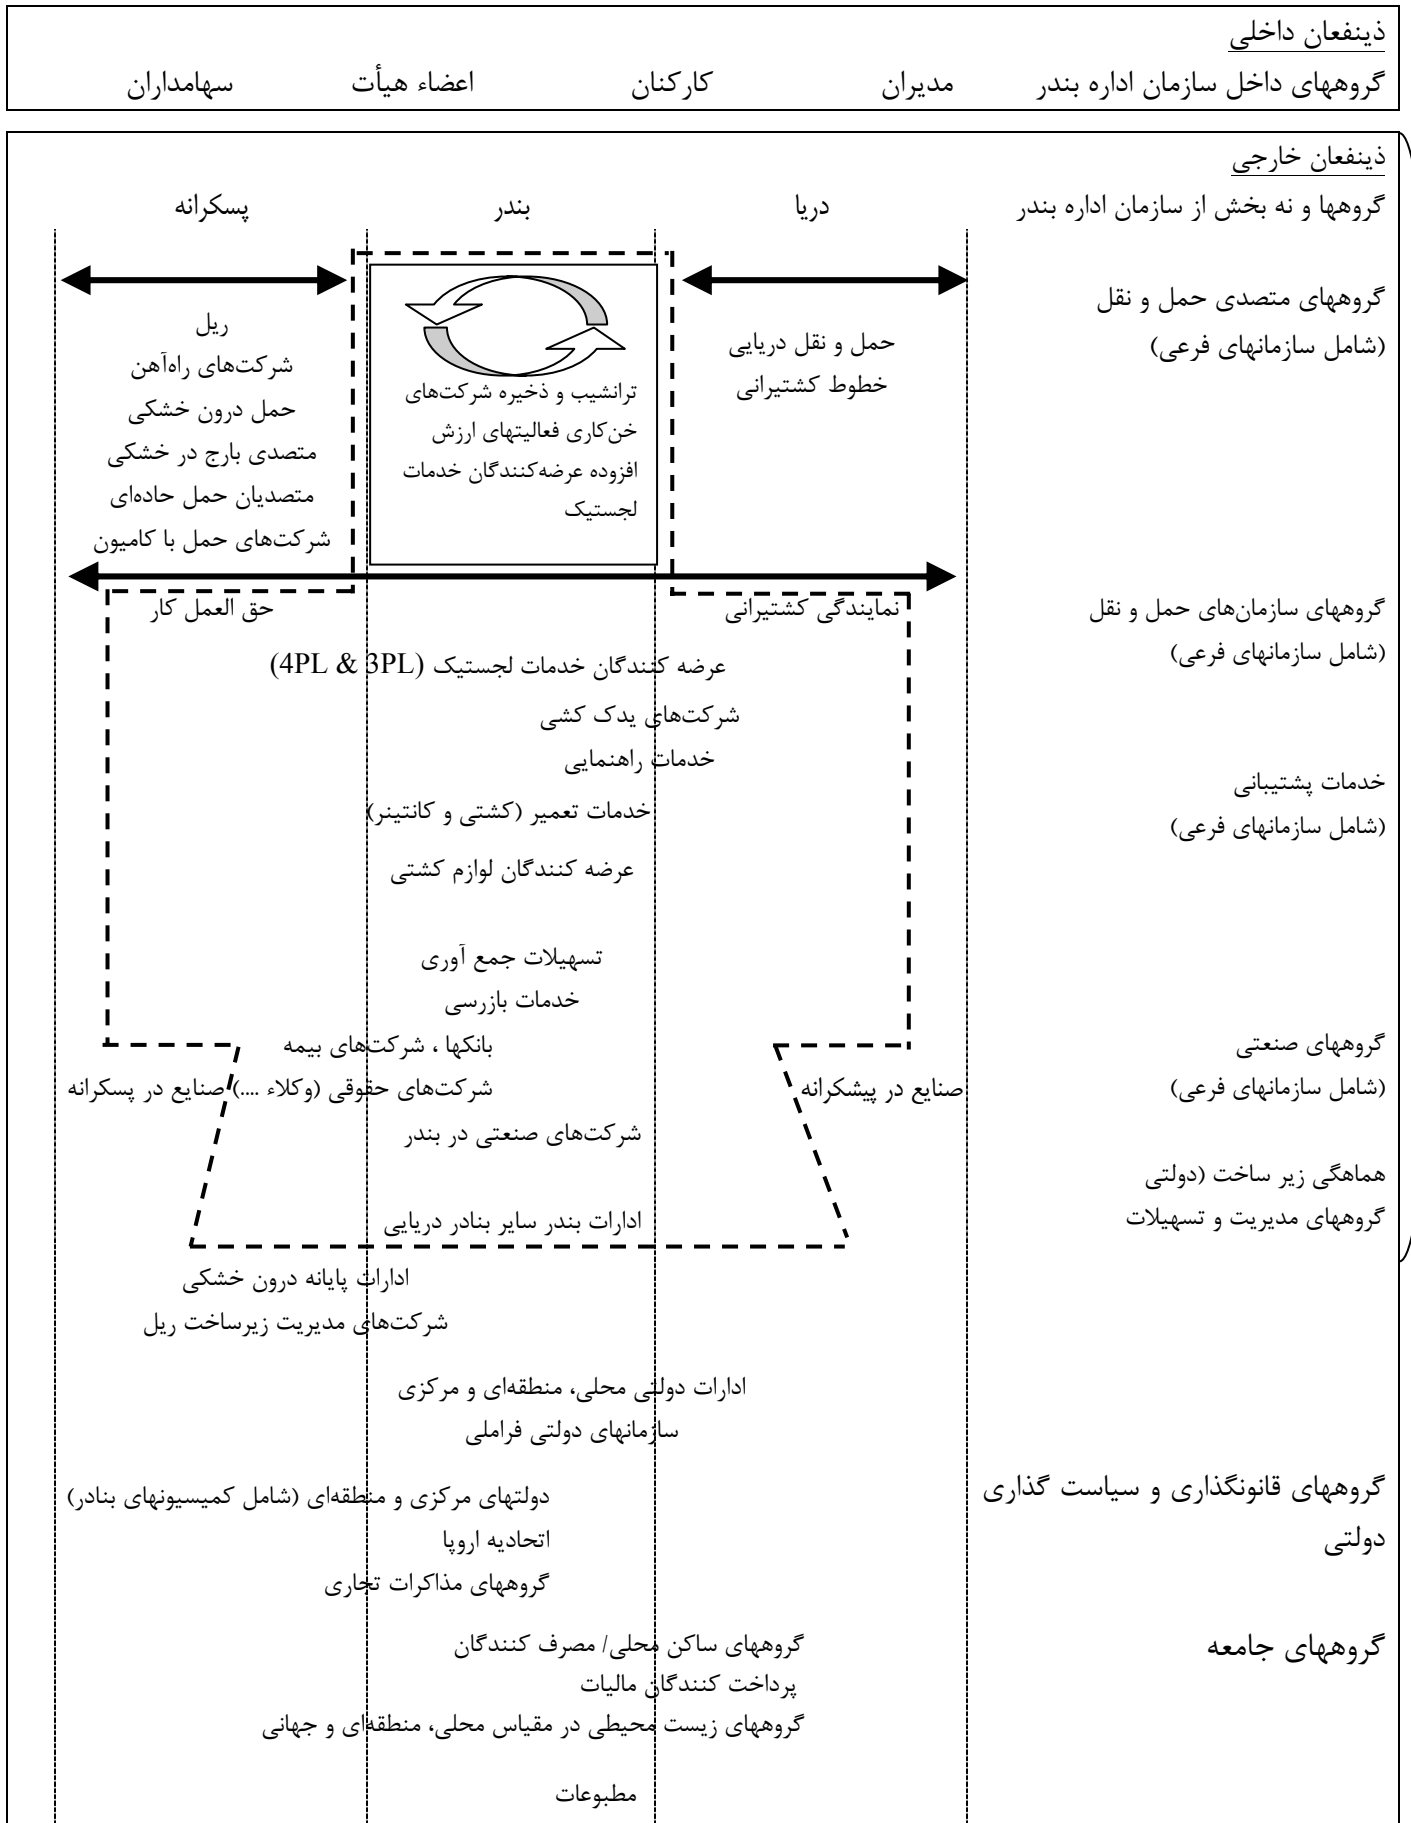 ذینفعان داخلی
گروههای داخل سازمان اداره بندر مدیران کارکنان اعضاء هیأت سهامداران
ذینفعان خارجی
گروهها و نه بخش از سازمان اداره بندر دریا بندر پسکرانه
گروههای متصدی حمل و نقل
(شامل سازمانهای فرعی)
حمل و نقل دریایی
خطوط کشتیرانی
ترانشیب و ذخیره شرکت‌های
خن‌کاری فعالیتهای ارزش
افزوده عرضه‌کنندگان خدمات
لجستیک
ریل
شرکت‌های راه‌آهن
حمل درون خشکی
متصدی بارج در خشکی
متصدیان حمل جاده‌ای
شرکت‌های حمل با کامیون
گروههای سازمان‌های حمل و نقل
(شامل سازمانهای فرعی)
نمایندگی کشتیرانی
حق العمل کار
عرضه کنندگان خدمات لجستیک (4PL & 3PL)
شرکت‌های یدک کشی
خدمات راهنمایی
خدمات پشتیبانی
(شامل سازمانهای فرعی)
خدمات تعمیر (کشتی و کانتینر)
عرضه کنندگان لوازم کشتی
تسهیلات جمع آوری
خدمات بازرسی
گروههای صنعتی
(شامل سازمانهای فرعی)
بانکها ، شرکت‌های بیمه
صنایع در پیشکرانه
شرکت‌های حقوقی (وکلاء ....) صنایع در پسکرانه
شرکت‌های صنعتی در بندر
هماهنگی زیر ساخت (دولتی
گروههای مدیریت و تسهیلات
ادارات بندر سایر بنادر دریایی
ادارات پایانه درون خشکی
شرکت‌های مدیریت زیرساخت ریل
ادارات دولتی محلی، منطقه‌ای و مرکزی
سازمانهای دولتی فراملی
گروههای قانونگذاری و سیاست گذاری
دولتی
دولتهای مرکزی و منطقه‌ای (شامل کمیسیونهای بنادر)
اتحادیه اروپا
گروههای مذاکرات تجاری
گروههای جامعه
گروههای ساکن محلی/ مصرف کنندگان
پرداخت کنندگان مالیات
گروههای زیست محیطی در مقیاس محلی، منطقه‌ای و جهانی
مطبوعات